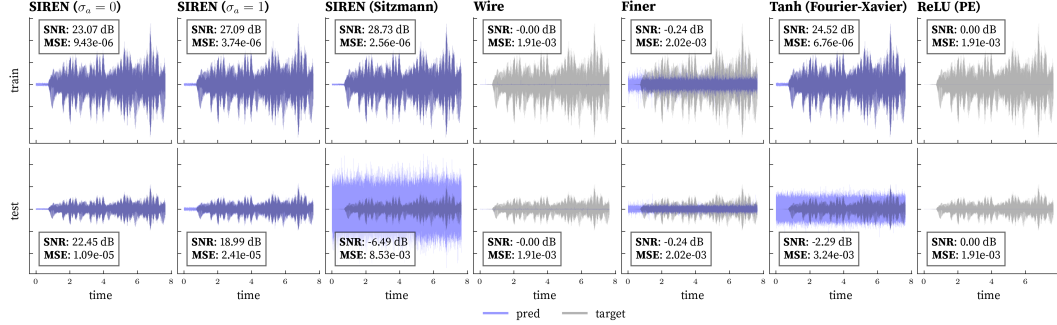 SIREN (σₐ = 0)
SIREN (σₐ = 1)
SIREN (Sitzmann)
Wire
Finer
Tanh (Fourier-Xavier)
ReLU (PE)
train
SNR: 23.07 dB
MSE: 9.43e-06
SNR: 27.09 dB
MSE: 3.74e-06
SNR: 28.73 dB
MSE: 2.56e-06
SNR: -0.00 dB
MSE: 1.91e-03
SNR: -0.24 dB
MSE: 2.02e-03
SNR: 24.52 dB
MSE: 6.76e-06
SNR: 0.00 dB
MSE: 1.91e-03
test
SNR: 22.45 dB
MSE: 1.09e-05
SNR: 18.99 dB
MSE: 2.41e-05
SNR: -6.49 dB
MSE: 8.53e-03
SNR: -0.00 dB
MSE: 1.91e-03
SNR: -0.24 dB
MSE: 2.02e-03
SNR: -2.29 dB
MSE: 3.24e-03
SNR: 0.00 dB
MSE: 1.91e-03
0 2 4 6 8
0 2 4 6 8
0 2 4 6 8
0 2 4 6 8
0 2 4 6 8
0 2 4 6 8
0 2 4 6
time
time
time
time
time
time
time
pred
target